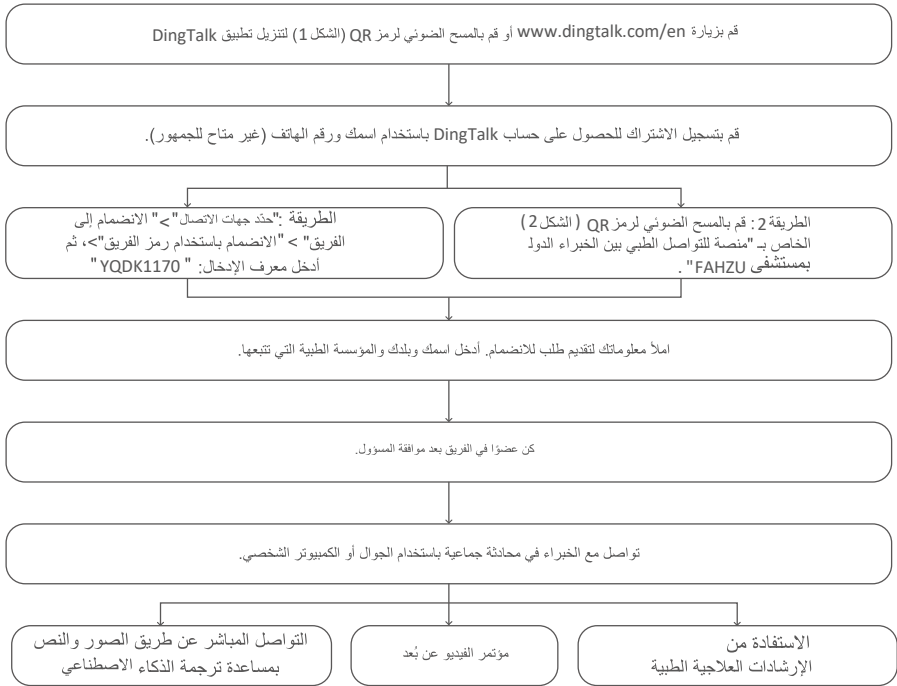 قم بزيارة www.dingtalk.com/en أو قم بالمسح الضوئي لرمز QR (الشكل 1) لتنزيل تطبيق DingTalk
قم بتسجيل الاشتراك للحصول على حساب DingTalk باستخدام اسمك ورقم الهاتف (غير متاح للجمهور).
الطريقة 2: قم بالمسح الضوئي لرمز QR ( الشكل 2 )
الخاص بـ "منصة للتواصل الطبي بين الخبراء الدولـ
بمستشفى FAHZU" .
الطريقة :"حدّد جهات الاتصال">" الانضمام إلى
الفريق" > "الانضمام باستخدام رمز الفريق">، ثم
أدخل معرف الإدخال: " YQDK1170 "
املأ معلوماتك لتقديم طلب للانضمام. أدخل اسمك وبلدك والمؤسسة الطبية التي تتبعها.
كن عضوًا في الفريق بعد موافقة المسؤول.
تواصل مع الخبراء في محادثة جماعية باستخدام الجوال أو الكمبيوتر الشخصي.
الاستفادة من
الإرشادات العلاجية الطبية
مؤتمر الفيديو عن بُعد
التواصل المباشر عن طريق الصور والنص
بمساعدة ترجمة الذكاء الاصطناعي